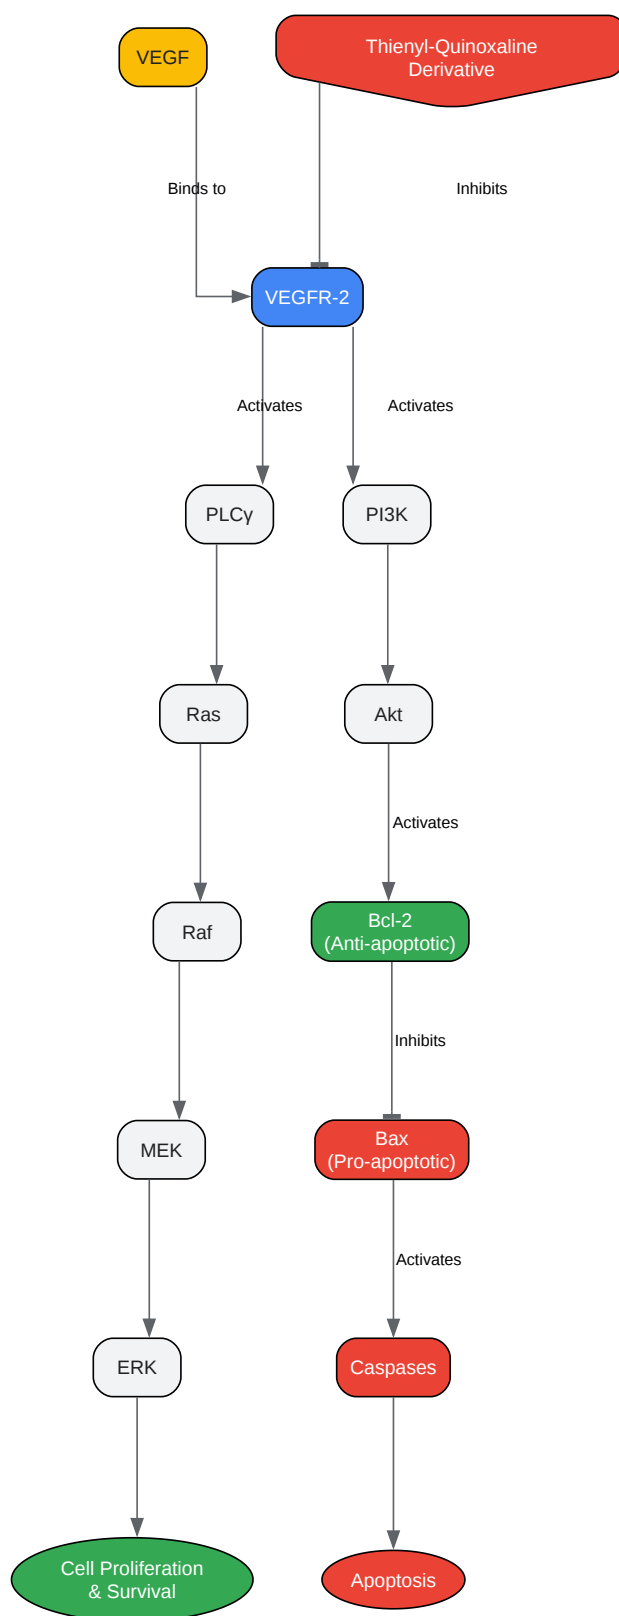 VEGF
Thienyl-Quinoxaline
Derivative
Binds to
Inhibits
VEGFR-2
Activates
Activates
PLCγ
PI3K
Ras
Akt
Activates
Raf
Bcl-2
(Anti-apoptotic)
Inhibits
MEK
Bax
(Pro-apoptotic)
Activates
ERK
Caspases
Cell Proliferation
& Survival
Apoptosis